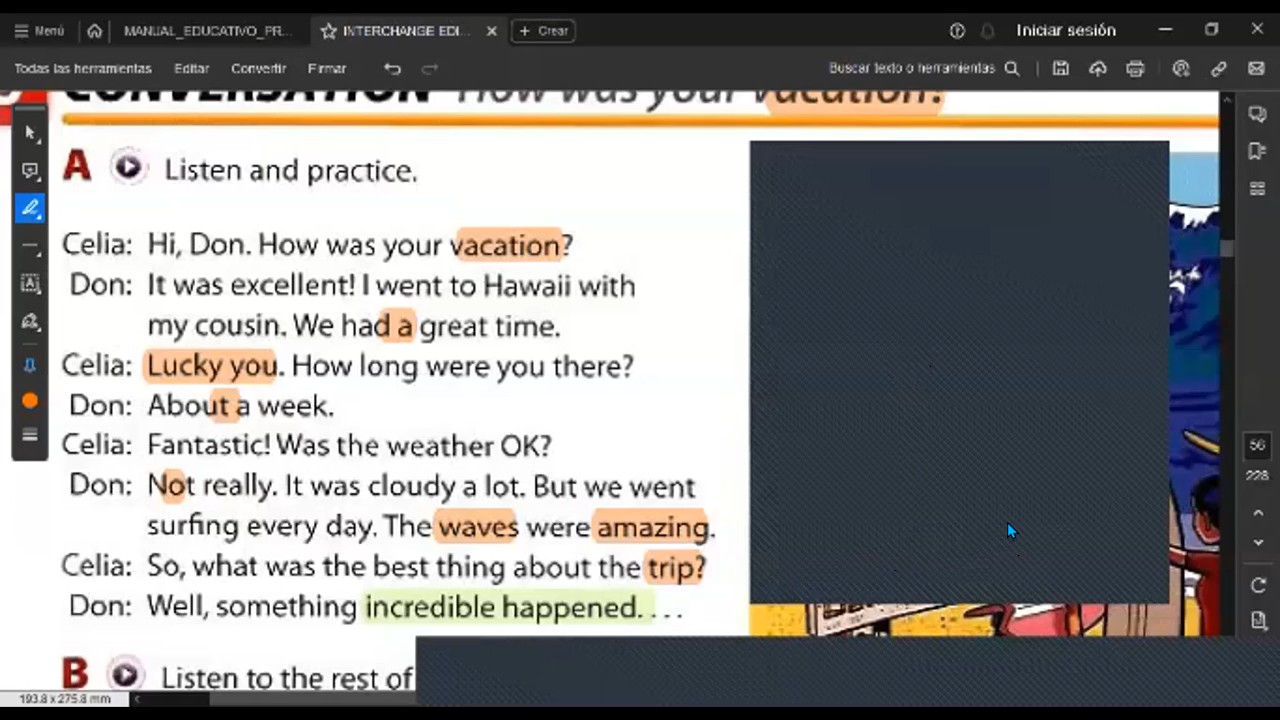 Menú
MANUAL_EDUCATIVO_PR...
INTERCHANGE EDI...
Crear
Iniciar sesión
Todas las herramientas
Editar
Convertir
Firmar
Buscar texto o herramientas
CONVERSATION How was your vacation?
A Listen and practice.
Celia: Hi, Don. How was your vacation?
Don: It was excellent! I went to Hawaii with
my cousin. We had a great time.
Celia: Lucky you. How long were you there?
Don: About a week.
Celia: Fantastic! Was the weather OK?
Don: Not really. It was cloudy a lot. But we went
surfing every day. The waves were amazing.
Celia: So, what was the best thing about the trip?
Don: Well, something incredible happened. . . .
B Listen to the rest of
56
228
193.8 x 275.8 mm